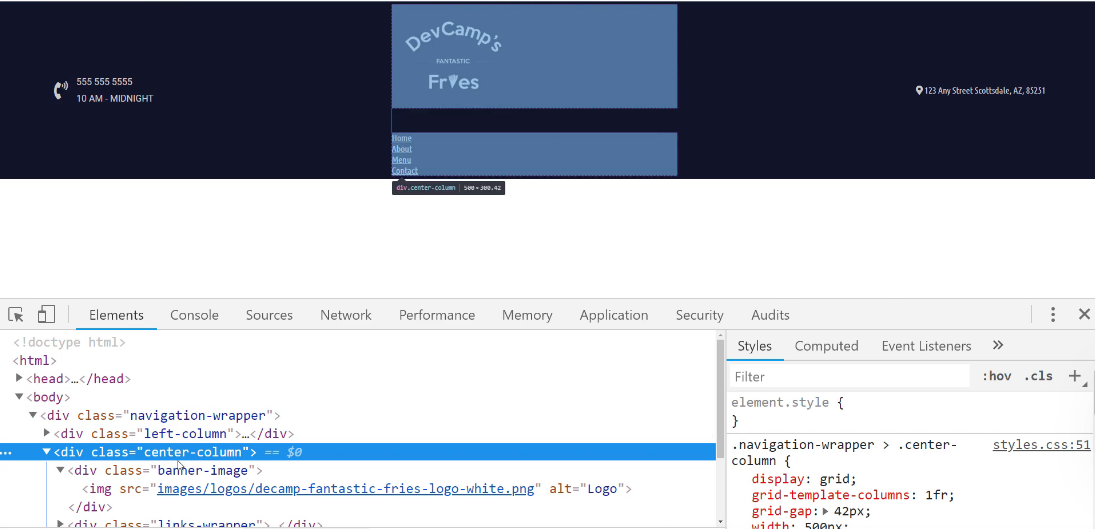 DevCamp's
FANTASTIC
Fries
555 555 5555
10 AM - MIDNIGHT
123 Any Street Scottsdale, AZ, 85251
Home
About
Menu
Contact
div.center-column | 500 × 300.42
Elements Console Sources Network Performance Memory Application Security Audits
<!doctype html>
<html>
<head>…</head>
<body>
<div class="navigation-wrapper">
<div class="left-column">…</div>
<div class="center-column"> == $0
<div class="banner-image">
<img src="images/logos/decamp-fantastic-fries-logo-white.png" alt="Logo">
</div>
<div class="links-wrapper">…</div>
Styles Computed Event Listeners »
Filter :hov .cls +
element.style {
}
.navigation-wrapper > .center-column { styles.css:51
display: grid;
grid-template-columns: 1fr;
grid-gap: 42px;
width: 500px;